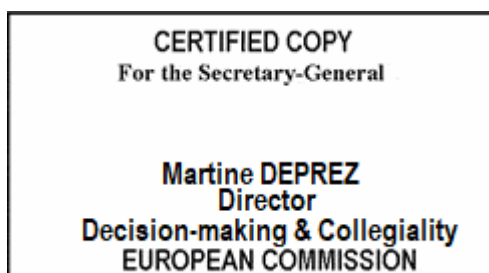 CERTIFIED COPY
For the Secretary-General
Martine DEPREZ
Director
Decision-making & Collegiality
EUROPEAN COMMISSION